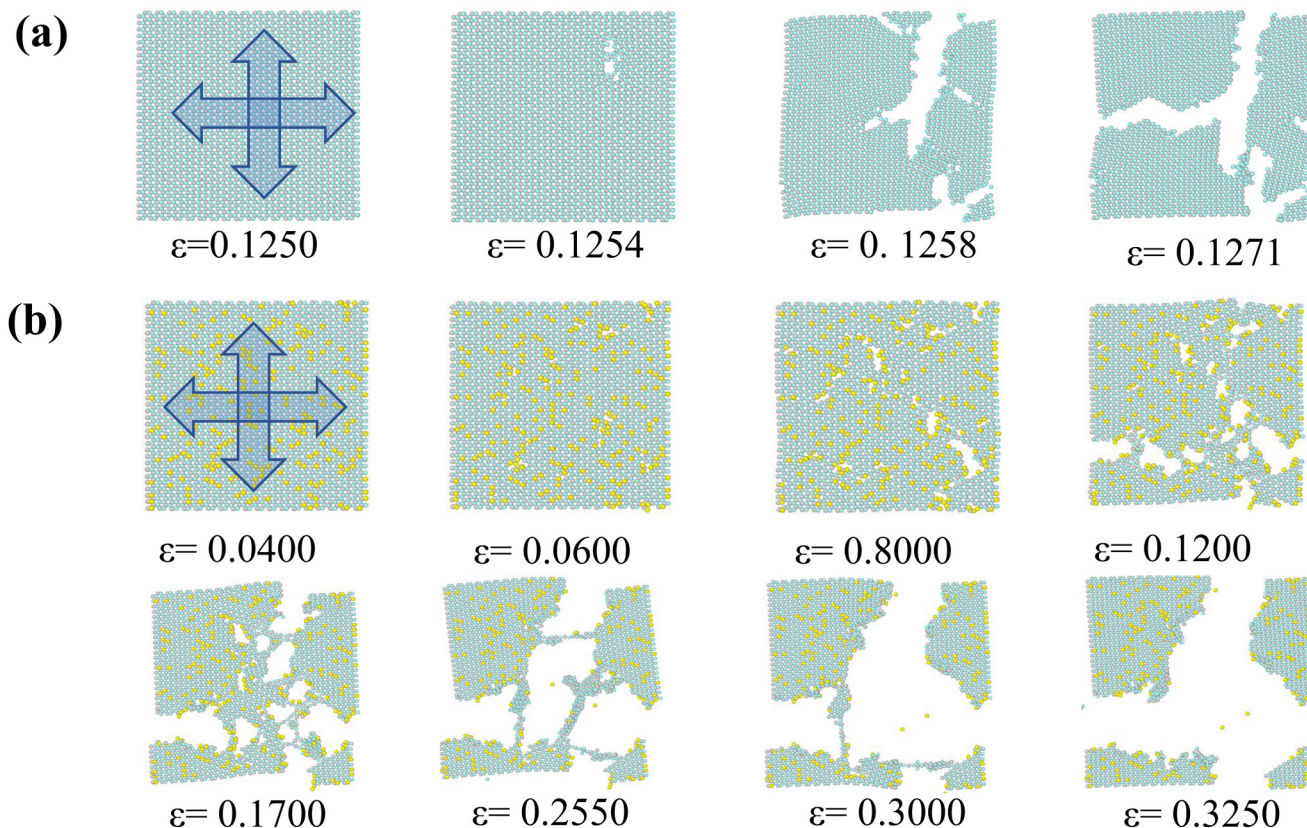 (a)
ε=0.1250
ε= 0.1254
ε= 0. 1258
ε= 0.1271
(b)
ε= 0.0400
ε= 0.0600
ε= 0.8000
ε= 0.1200
ε= 0.1700
ε= 0.2550
ε= 0.3000
ε= 0.3250